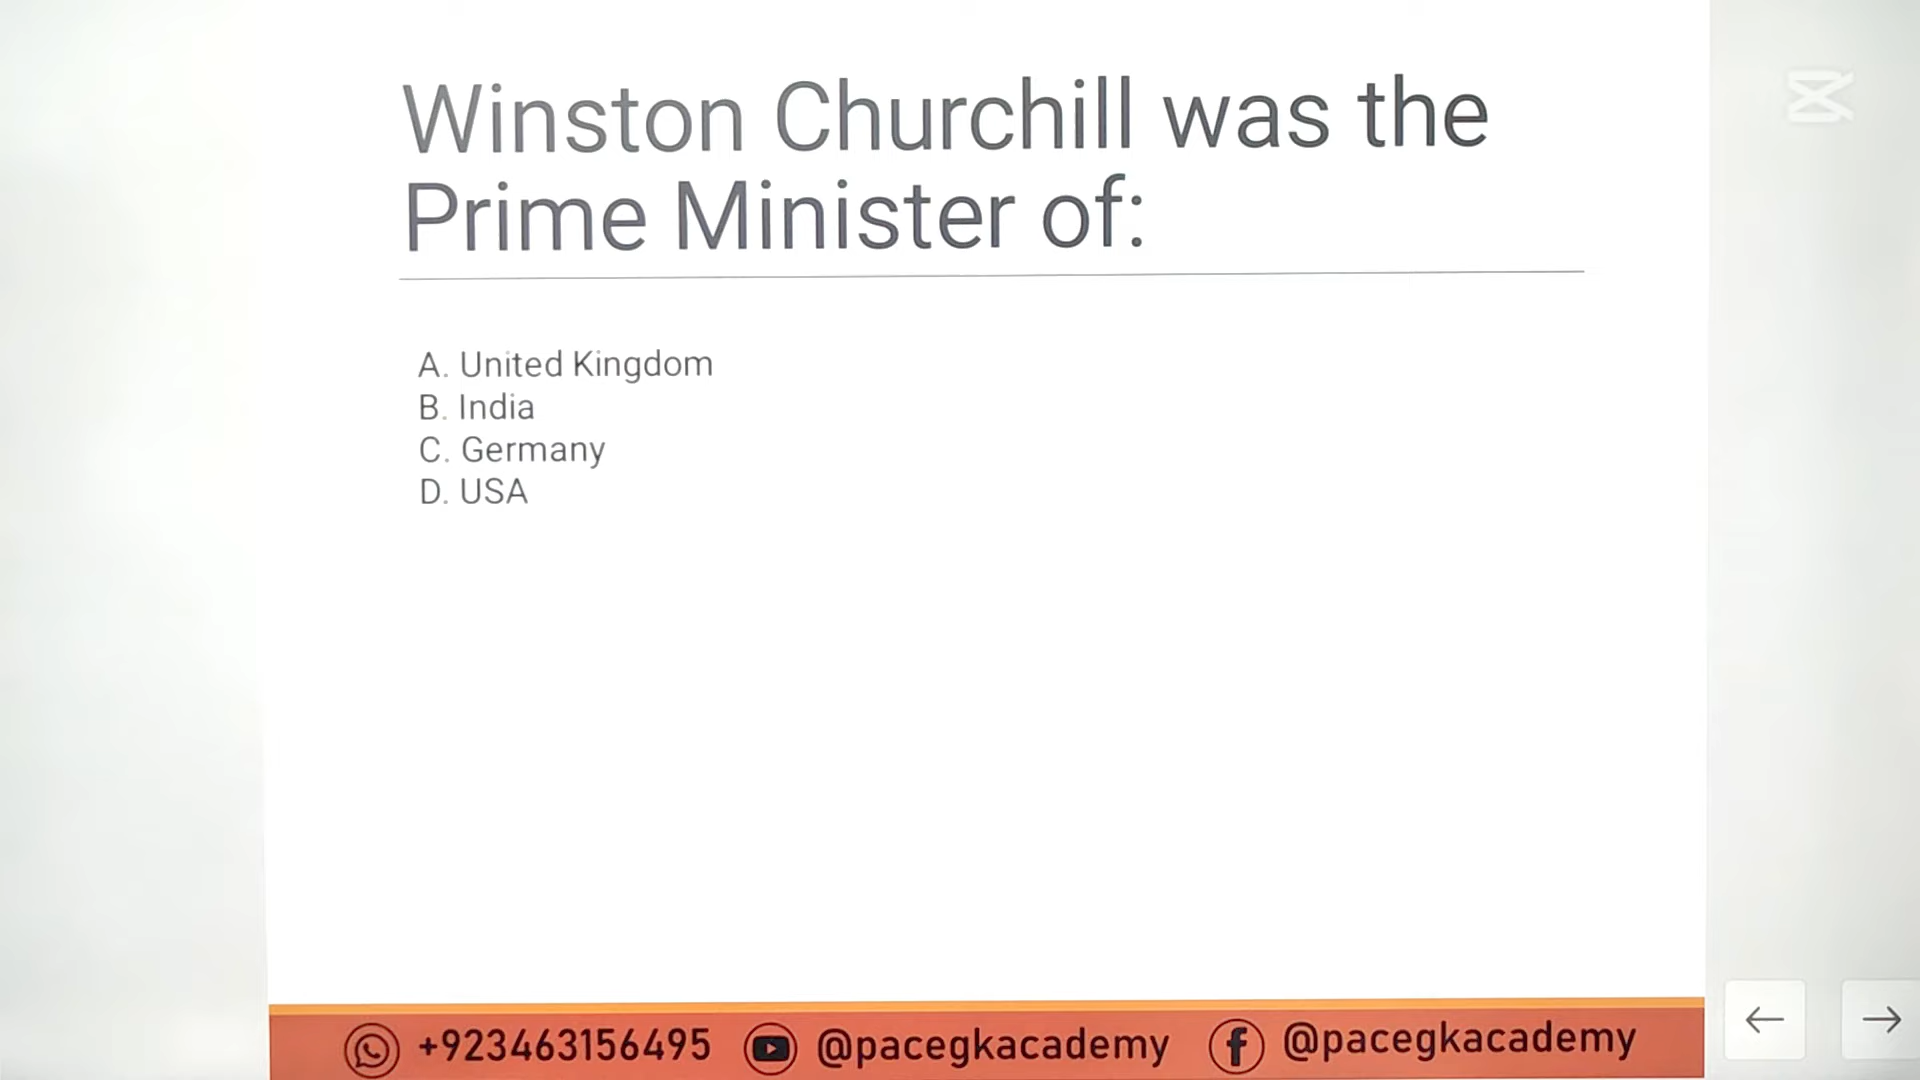 Winston Churchill was the
Prime Minister of:
A. United Kingdom
B. India
C. Germany
D. USA
+923463156495 @pacegkacademy @pacegkacademy